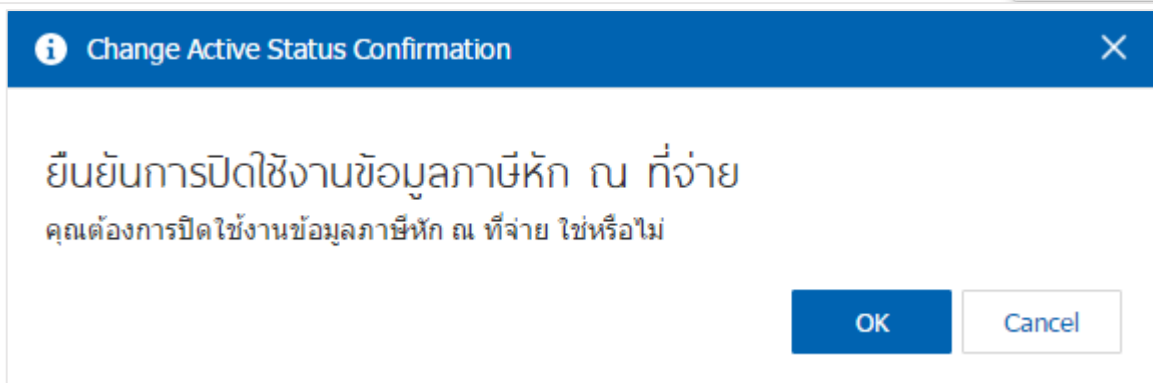 Change Active Status Confirmation
ยืนยันการปิดใช้งานข้อมูลภาษีหัก ณ ที่จ่าย
คุณต้องการปิดใช้งานข้อมูลภาษีหัก ณ ที่จ่าย ใช่หรือไม่
OK
Cancel